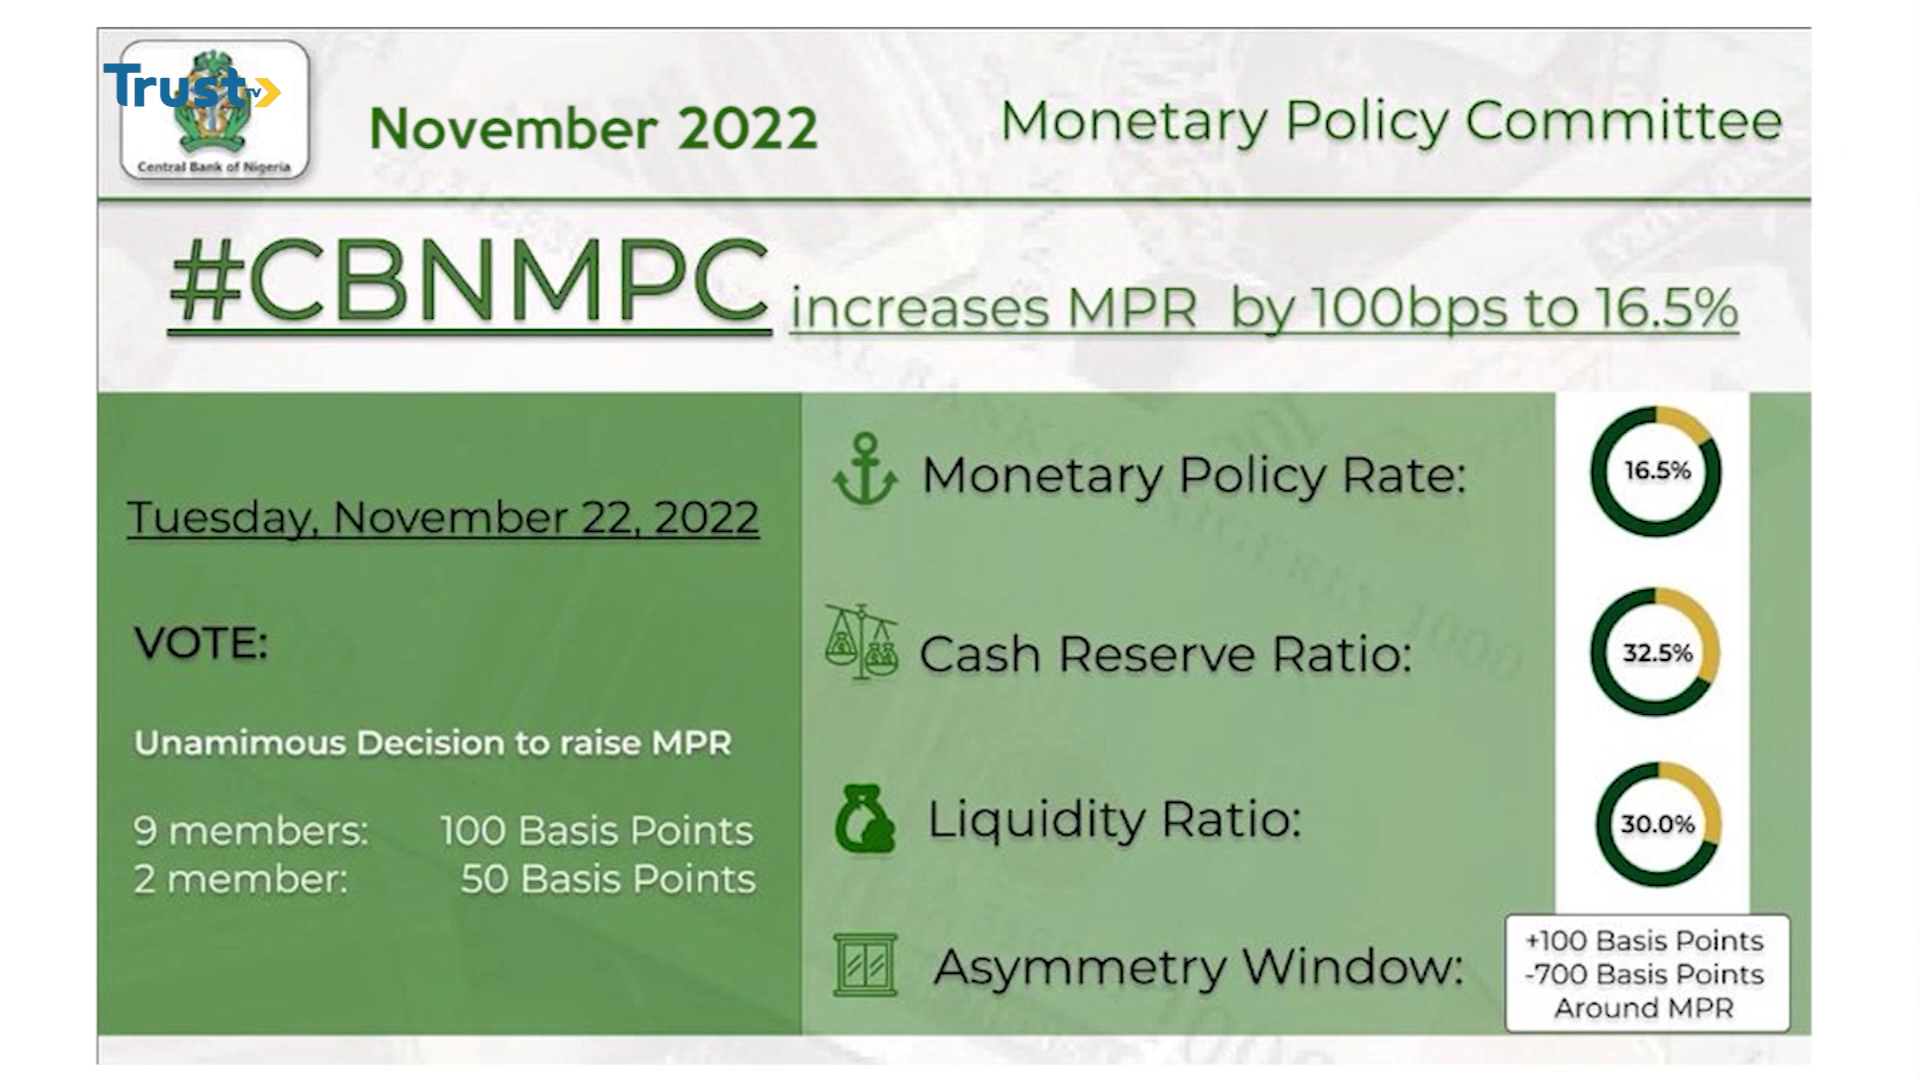 Trust TV
Central Bank of Nigeria
November 2022
Monetary Policy Committee
#CBNMPC increases MPR by 100bps to 16.5%
Tuesday, November 22, 2022
VOTE:
Unamimous Decision to raise MPR
9 members: 100 Basis Points
2 member: 50 Basis Points
Monetary Policy Rate: 16.5%
Cash Reserve Ratio: 32.5%
Liquidity Ratio: 30.0%
Asymmetry Window:
+100 Basis Points
-700 Basis Points
Around MPR